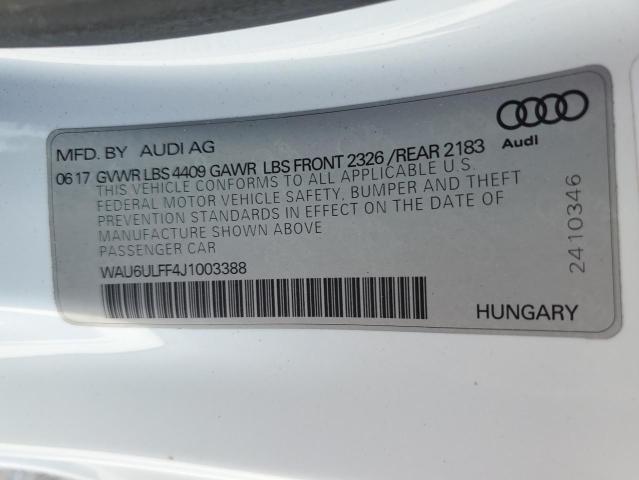 MFD. BY AUDI AG
06 17 GVWR LBS 4409 GAWR LBS FRONT 2326 /REAR 2183
THIS VEHICLE CONFORMS TO ALL APPLICABLE U.S.
FEDERAL MOTOR VEHICLE SAFETY, BUMPER AND THEFT
PREVENTION STANDARDS IN EFFECT ON THE DATE OF
MANUFACTURE SHOWN ABOVE
PASSENGER CAR
WAU6ULFF4J1003388
Audi
2410346
HUNGARY